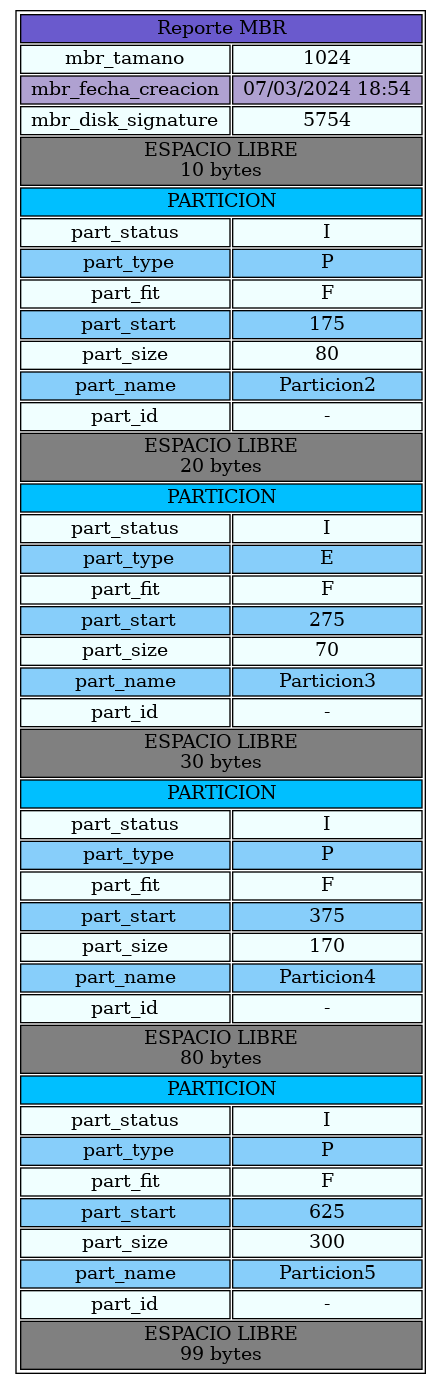 Reporte MBR
mbr_tamano 1024
mbr_fecha_creacion 07/03/2024 18:54
mbr_disk_signature 5754
ESPACIO LIBRE
10 bytes
PARTICION
part_status I
part_type P
part_fit F
part_start 175
part_size 80
part_name Particion2
part_id -
ESPACIO LIBRE
20 bytes
PARTICION
part_status I
part_type E
part_fit F
part_start 275
part_size 70
part_name Particion3
part_id -
ESPACIO LIBRE
30 bytes
PARTICION
part_status I
part_type P
part_fit F
part_start 375
part_size 170
part_name Particion4
part_id -
ESPACIO LIBRE
80 bytes
PARTICION
part_status I
part_type P
part_fit F
part_start 625
part_size 300
part_name Particion5
part_id -
ESPACIO LIBRE
99 bytes